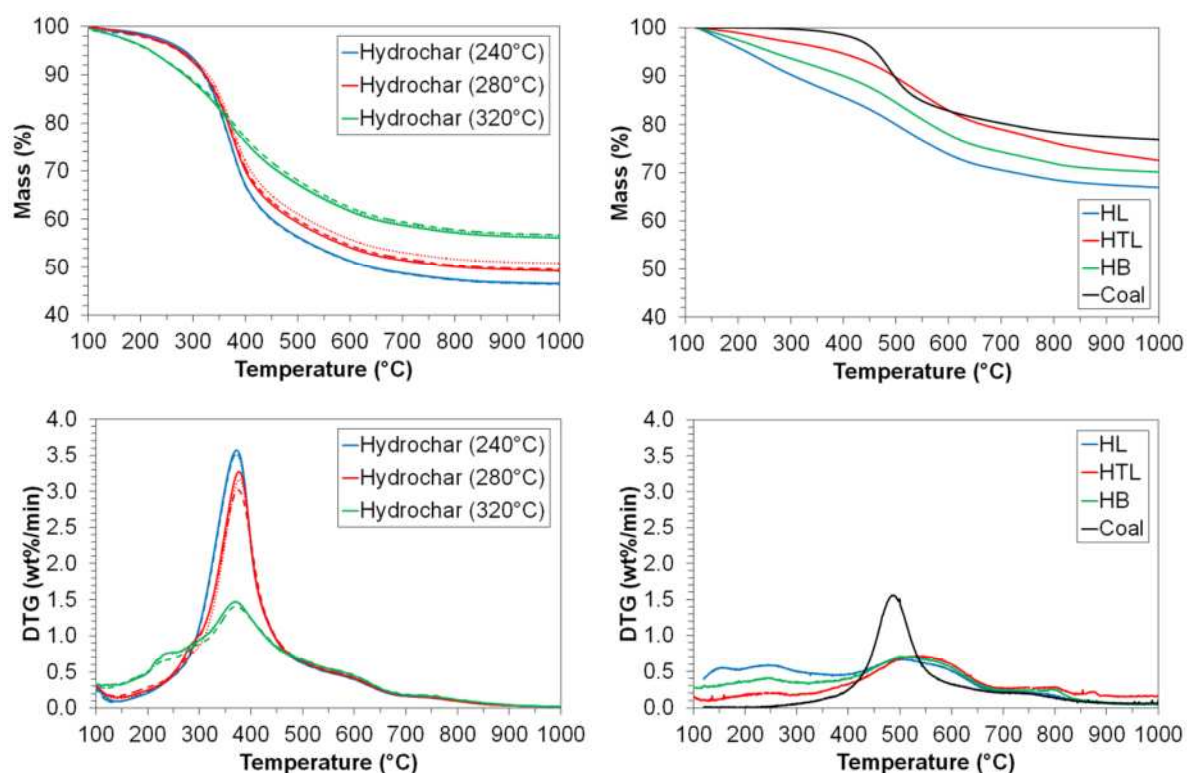 100
90
80
70
60
50
40
Mass (%)
Hydrochar (240°C)
Hydrochar (280°C)
Hydrochar (320°C)
100 200 300 400 500 600 700 800 900 1000
Temperature (°C)
100
90
80
70
60
50
40
Mass (%)
HL
HTL
HB
Coal
100 200 300 400 500 600 700 800 900 1000
Temperature (°C)
4.0
3.5
3.0
2.5
2.0
1.5
1.0
0.5
0.0
DTG (wt%/min)
Hydrochar (240°C)
Hydrochar (280°C)
Hydrochar (320°C)
100 200 300 400 500 600 700 800 900 1000
Temperature (°C)
4.0
3.5
3.0
2.5
2.0
1.5
1.0
0.5
0.0
DTG (wt%/min)
HL
HTL
HB
Coal
100 200 300 400 500 600 700 800 900 1000
Temperature (°C)